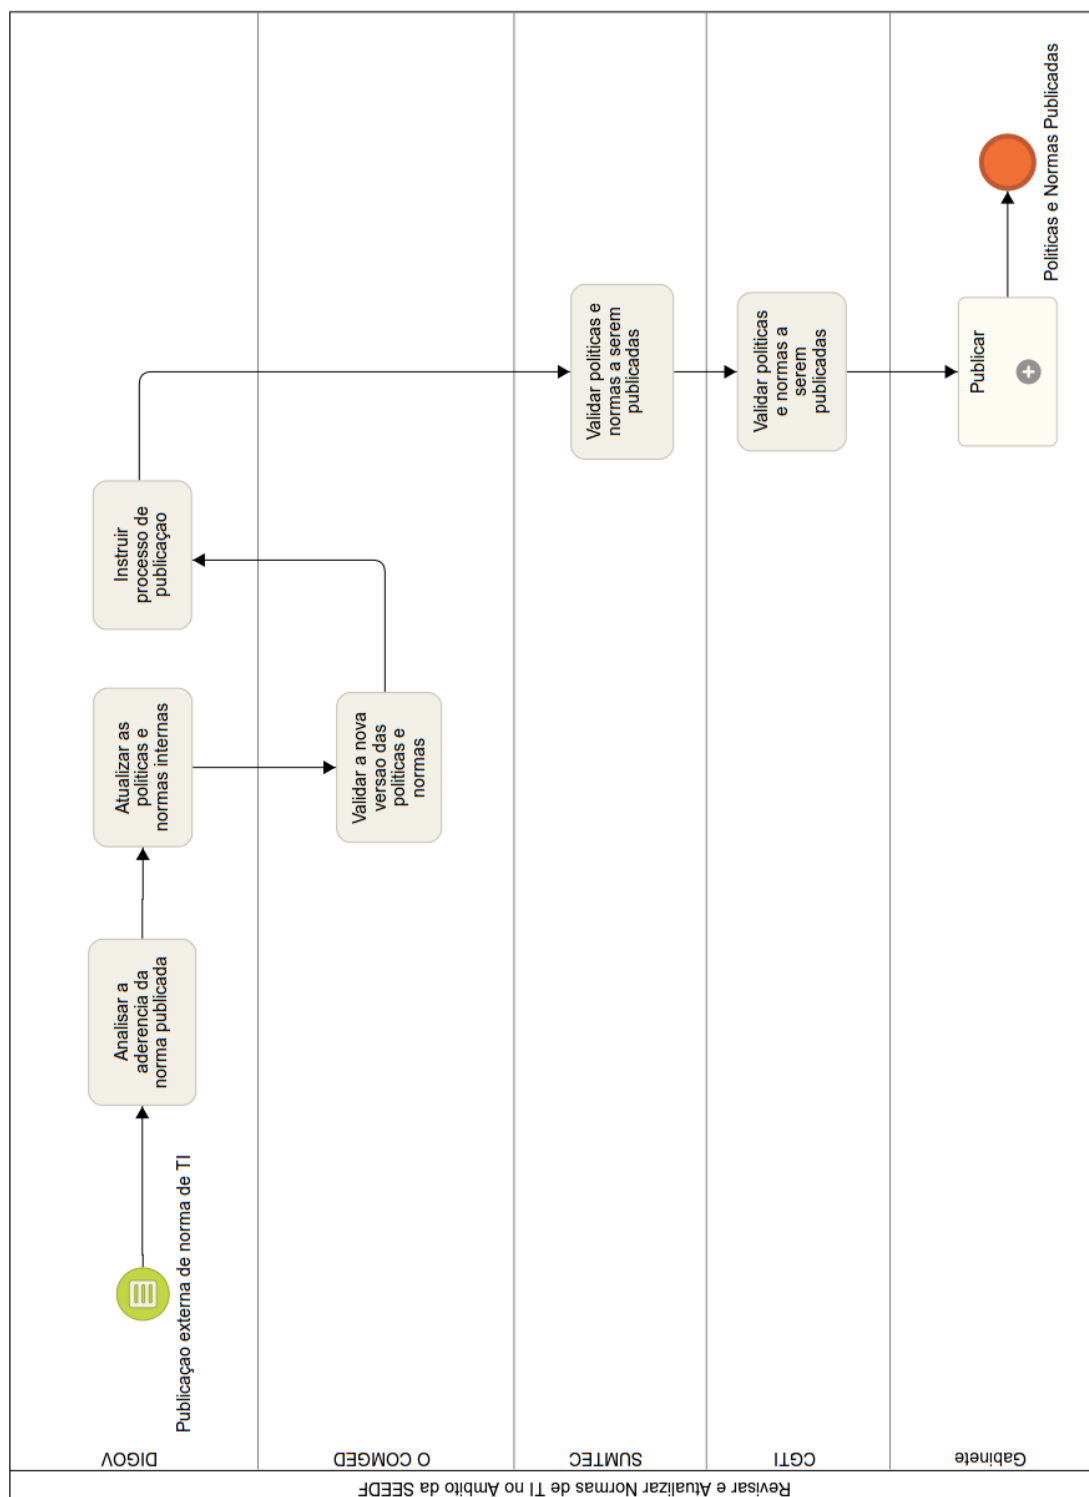 Revisar e Atualizar Normas de TI no Ambito da SEEDF
DIGOV
Publicaçao externa de norma de TI
Analisar a
aderencia da
norma publicada
Atualizar as
politicas e
normas internas
Instruir
processo de
publicaçao
O COMGED
Validar a nova
versao das
politicas e
normas
SUMTEC
Validar politicas e
normas a serem
publicadas
CGTI
Validar politicas
e normas a
serem
publicadas
Gabinete
Publicar
Politicas e Normas Publicadas